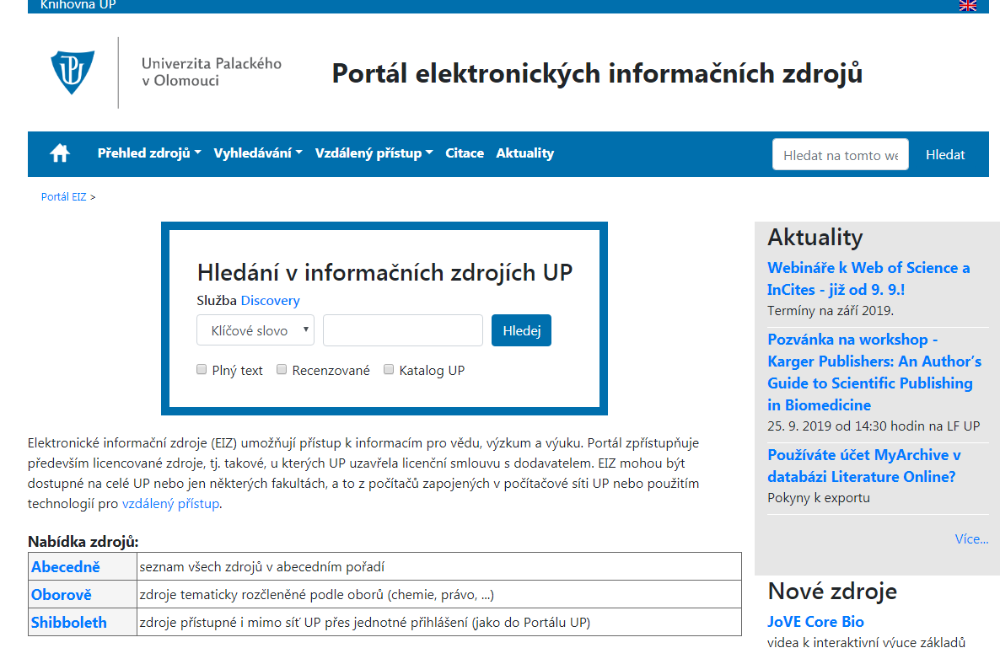 Knihovna UP
Univerzita Palackého
v Olomouci
Portál elektronických informačních zdrojů
Přehled zdrojů Vyhledávání Vzdálený přístup Citace Aktuality Hledat na tomto we Hledat
Portál EIZ >
Hledání v informačních zdrojích UP
Služba Discovery
Klíčové slovo Hledej
Plný text Recenzované Katalog UP
Elektronické informační zdroje (EIZ) umožňují přístup k informacím pro vědu, výzkum a výuku. Portál zpřístupňuje
především licencované zdroje, tj. takové, u kterých UP uzavřela licenční smlouvu s dodavatelem. EIZ mohou být
dostupné na celé UP nebo jen některých fakultách, a to z počítačů zapojených v počítačové síti UP nebo použitím
technologií pro vzdálený přístup.
Nabídka zdrojů:
Abecedně seznam všech zdrojů v abecedním pořadí
Oborově zdroje tematicky rozčleněné podle oborů (chemie, právo, ...)
Shibboleth zdroje přístupné i mimo síť UP přes jednotné přihlášení (jako do Portálu UP)
Aktuality
Webináře k Web of Science a
InCites - již od 9. 9.!
Termíny na září 2019.
Pozvánka na workshop -
Karger Publishers: An Author's
Guide to Scientific Publishing
in Biomedicine
25. 9. 2019 od 14:30 hodin na LF UP
Používáte účet MyArchive v
databázi Literature Online?
Pokyny k exportu
Více...
Nové zdroje
JoVE Core Bio
videa k interaktivní výuce základů